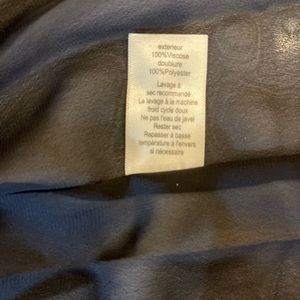 extérieur
100%Viscose
doublure
100%Polyester
Lavage à
sec recommandé
La lavage à la machine
froid cycle doux
Ne pas l'eau de javel
Rester sec
Repasser à basse
température à l'envers
si nécessaire